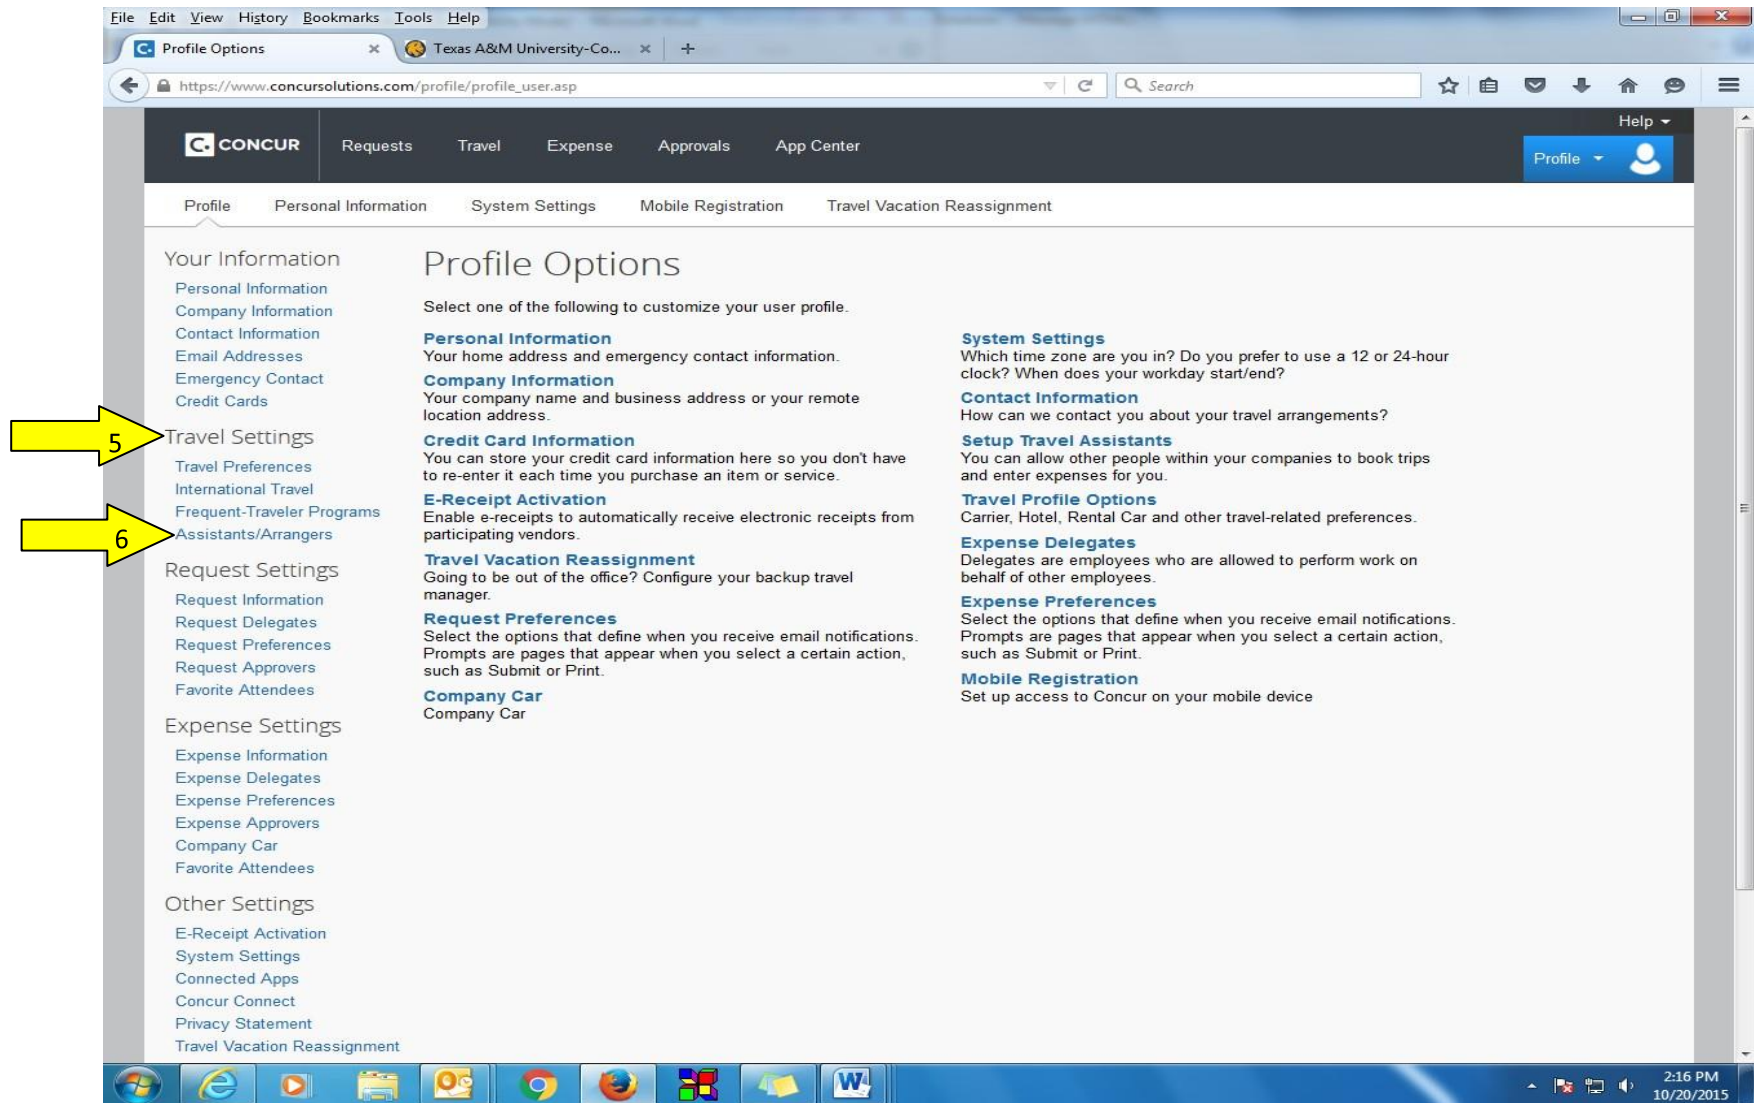 File Edit View History Bookmarks Tools Help
Profile Options
Texas A&M University-Co...
https://www.concursolutions.com/profile/profile_user.asp
Search
Help
C. CONCUR
Requests Travel Expense Approvals App Center
Profile
Profile Personal Information System Settings Mobile Registration Travel Vacation Reassignment
Your Information
Personal Information
Company Information
Contact Information
Email Addresses
Emergency Contact
Credit Cards
5
Travel Settings
Travel Preferences
International Travel
Frequent-Traveler Programs
6
Assistants/Arrangers
Request Settings
Request Information
Request Delegates
Request Preferences
Request Approvers
Favorite Attendees
Expense Settings
Expense Information
Expense Delegates
Expense Preferences
Expense Approvers
Company Car
Favorite Attendees
Other Settings
E-Receipt Activation
System Settings
Connected Apps
Concur Connect
Privacy Statement
Travel Vacation Reassignment
Profile Options
Select one of the following to customize your user profile.
Personal Information
Your home address and emergency contact information.
Company Information
Your company name and business address or your remote
location address.
Credit Card Information
You can store your credit card information here so you don't have
to re-enter it each time you purchase an item or service.
E-Receipt Activation
Enable e-receipts to automatically receive electronic receipts from
participating vendors.
Travel Vacation Reassignment
Going to be out of the office? Configure your backup travel
manager.
Request Preferences
Select the options that define when you receive email notifications.
Prompts are pages that appear when you select a certain action,
such as Submit or Print.
Company Car
Company Car
System Settings
Which time zone are you in? Do you prefer to use a 12 or 24-hour
clock? When does your workday start/end?
Contact Information
How can we contact you about your travel arrangements?
Setup Travel Assistants
You can allow other people within your companies to book trips
and enter expenses for you.
Travel Profile Options
Carrier, Hotel, Rental Car and other travel-related preferences.
Expense Delegates
Delegates are employees who are allowed to perform work on
behalf of other employees.
Expense Preferences
Select the options that define when you receive email notifications.
Prompts are pages that appear when you select a certain action,
such as Submit or Print.
Mobile Registration
Set up access to Concur on your mobile device
2:16 PM
10/20/2015